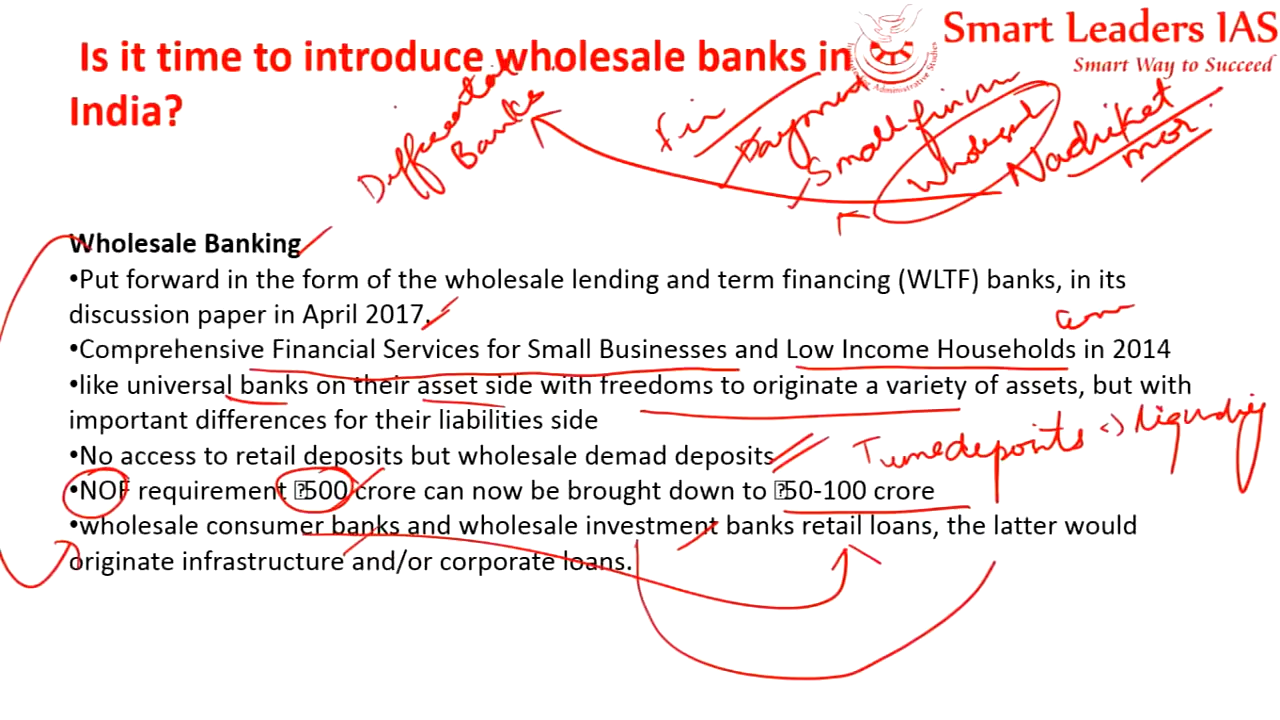 Is it time to introduce wholesale banks in
India?
Smart Leaders IAS
Smart Way to Succeed
Differental
Banks
Fin
Payment
Small finan
wholesal
Nachiket
mor
Wholesale Banking
•Put forward in the form of the wholesale lending and term financing (WLTF) banks, in its
discussion paper in April 2017.
•Comprehensive Financial Services for Small Businesses and Low Income Households in 2014
•like universal banks on their asset side with freedoms to originate a variety of assets, but with
important differences for their liabilities side
•No access to retail deposits but wholesale demad deposits
Time deposits
•NOF requirement 500 crore can now be brought down to 50-100 crore
•wholesale consumer banks and wholesale investment banks retail loans, the latter would
originate infrastructure and/or corporate loans.